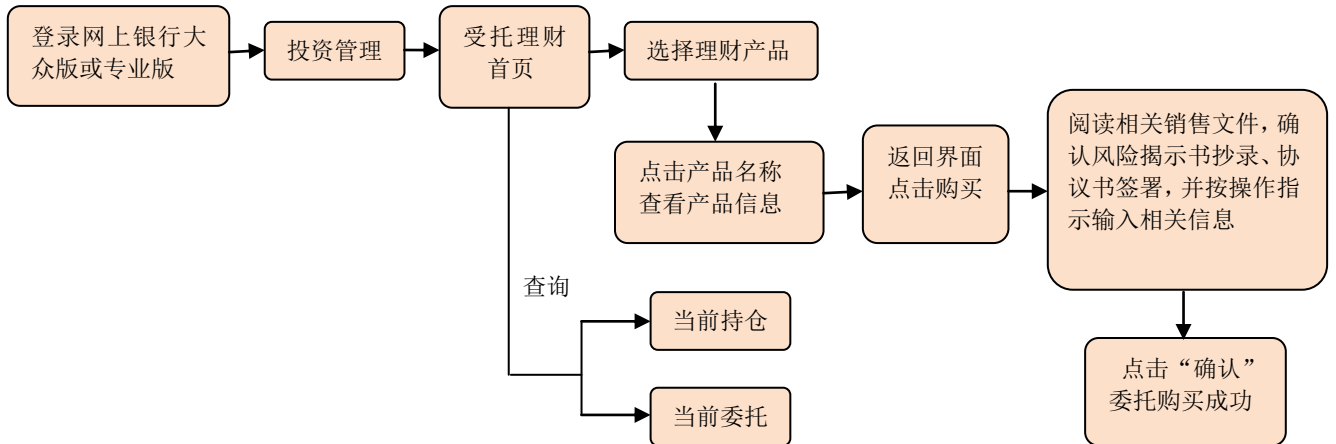 登录网上银行大
众版或专业版
投资管理
受托理财
首页
选择理财产品
点击产品名称
查看产品信息
返回界面
点击购买
阅读相关销售文件，确
认风险揭示书抄录、协
议书签署，并按操作指
示输入相关信息
点击“确认”
委托购买成功
查询
当前持仓
当前委托